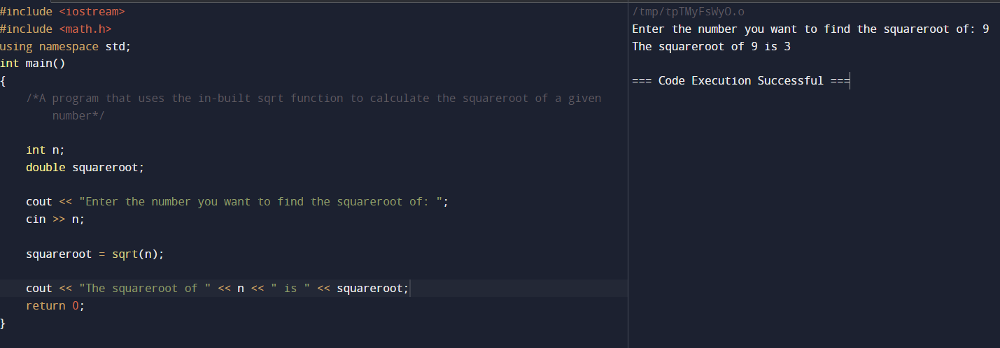 #include <iostream>
#include <math.h>
using namespace std;
int main()
{
    /*A program that uses the in-built sqrt function to calculate the squareroot of a given
        number*/

    int n;
    double squareroot;

    cout << "Enter the number you want to find the squareroot of: ";
    cin >> n;

    squareroot = sqrt(n);

    cout << "The squareroot of " << n << " is " << squareroot;
    return 0;
}

/tmp/tpTMyFsWyO.o
Enter the number you want to find the squareroot of: 9
The squareroot of 9 is 3

=== Code Execution Successful ===